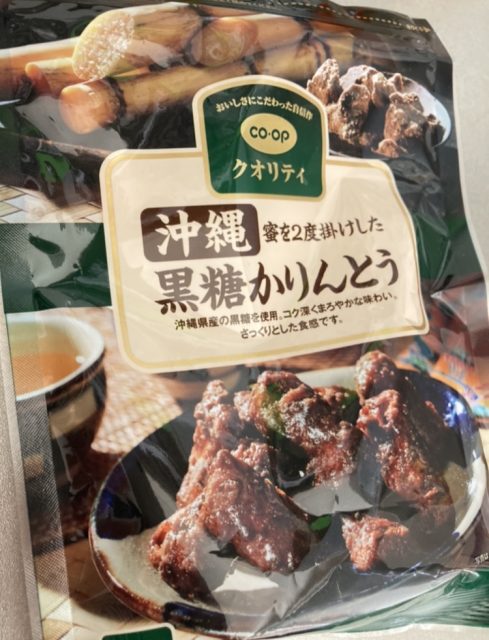 おいしさにこだわった自信作
CO·OP
クオリティ
沖縄 蜜を2度掛けした
黒糖かりんとう
沖縄県産の黒糖を使用。コク深くまろやかな味わい。
さっくりとした食感です。